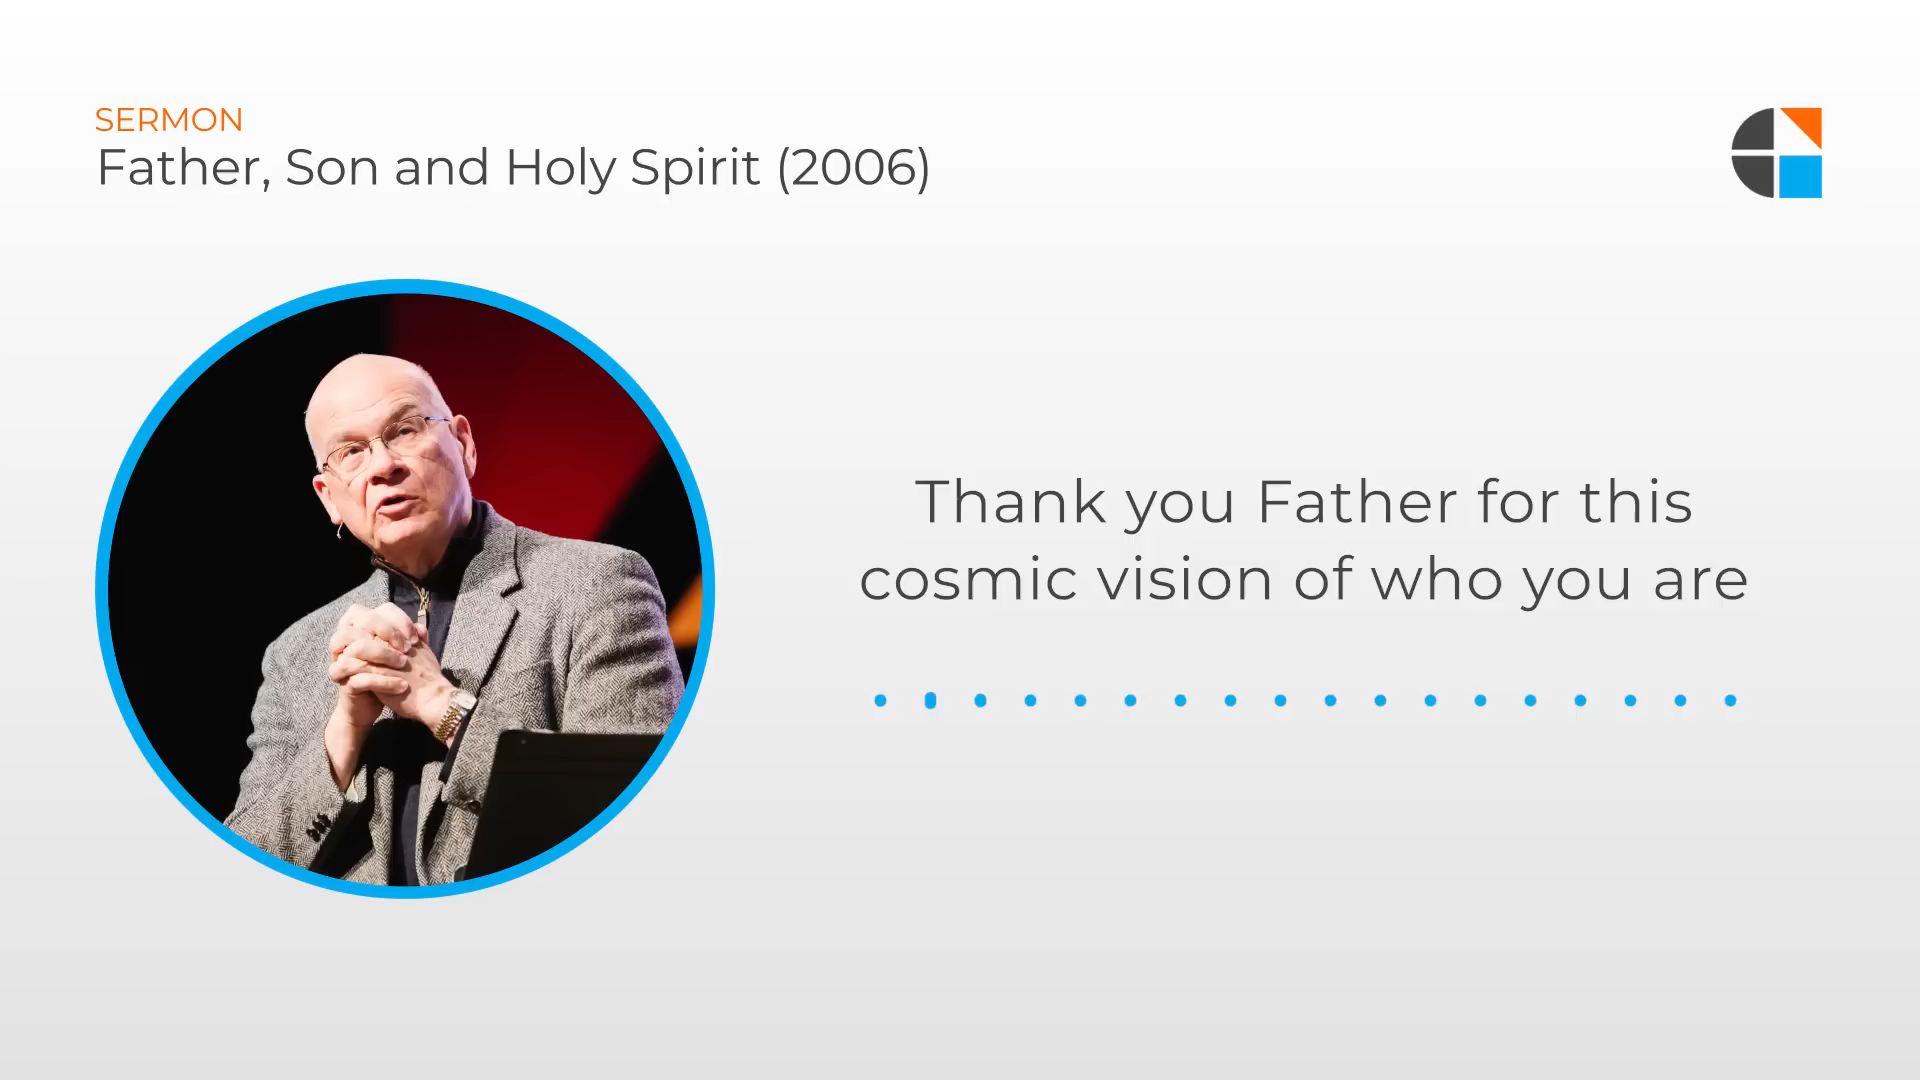 SERMON
Father, Son and Holy Spirit (2006)
Thank you Father for this
cosmic vision of who you are